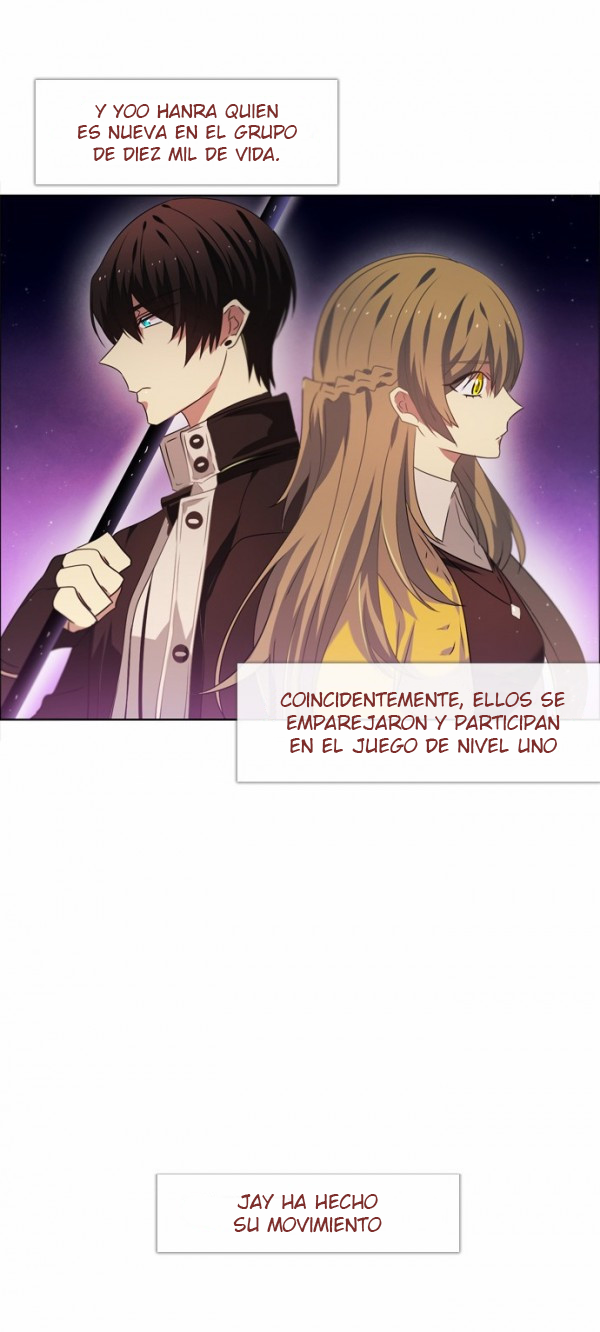 Y YOO HANRA QUIEN
ES NUEVA EN EL GRUPO
DE DIEZ MIL DE VIDA.
COINCIDENTEMENTE, ELLOS SE
EMPAREJARON Y PARTICIPAN
EN EL JUEGO DE NIVEL UNO
JAY HA HECHO
SU MOVIMIENTO